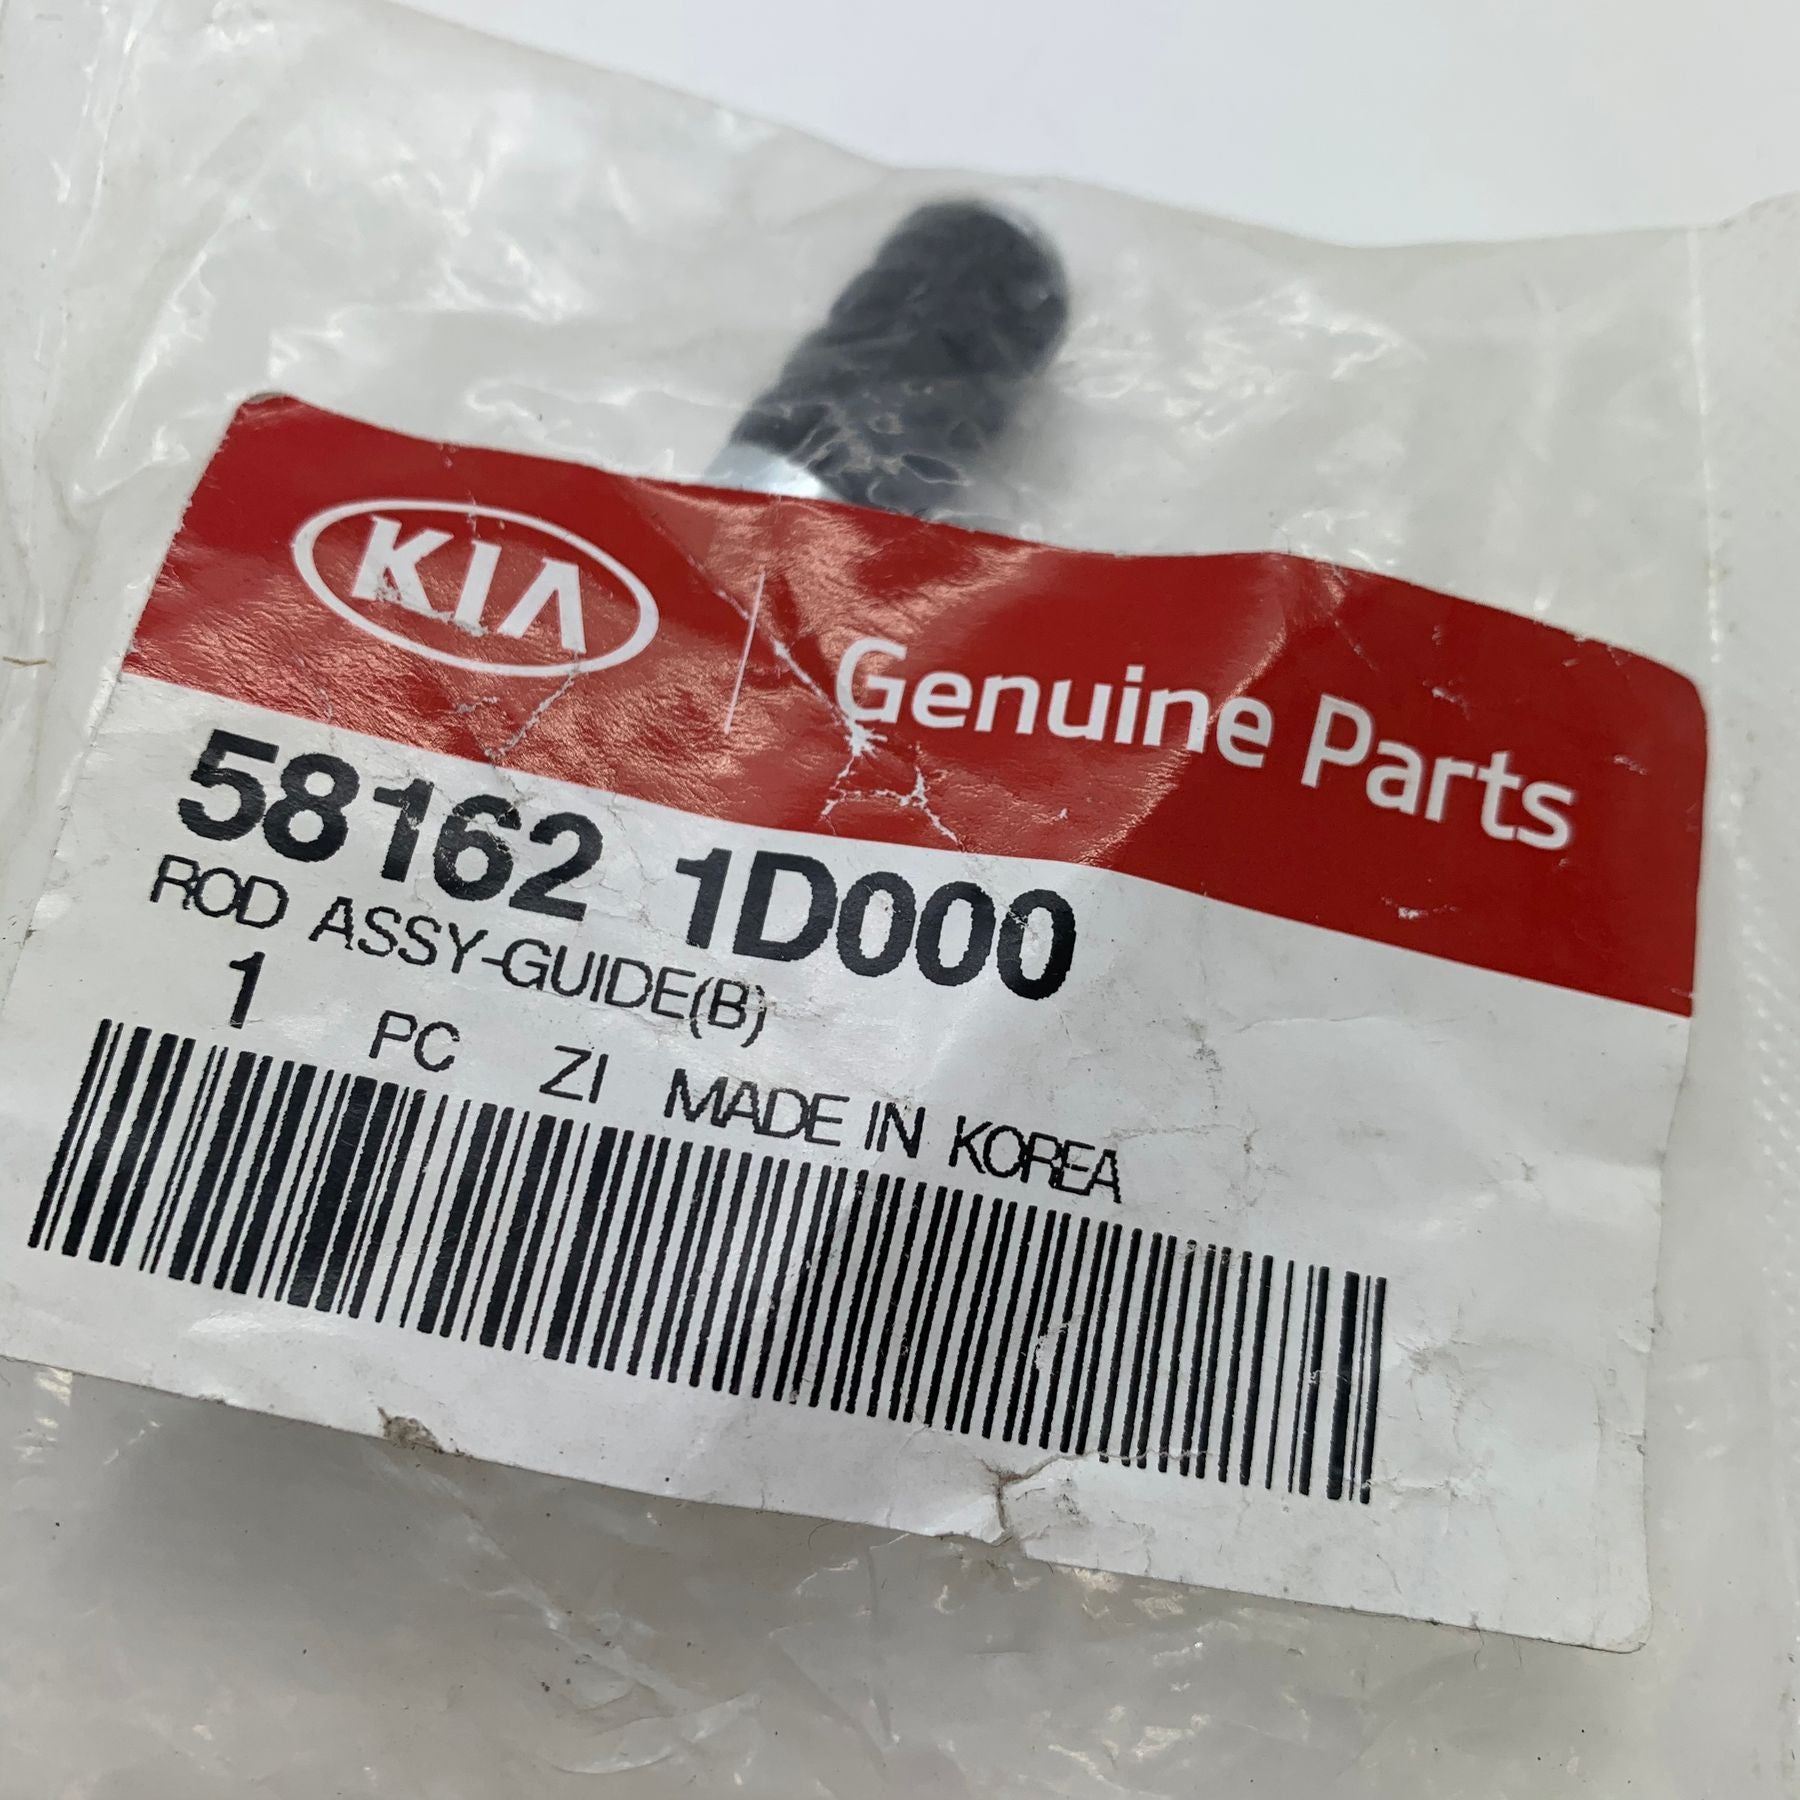 KIA Genuine Parts
58162 1D000
ROD ASSY-GUIDE(B)
1 PC ZI MADE IN KOREA